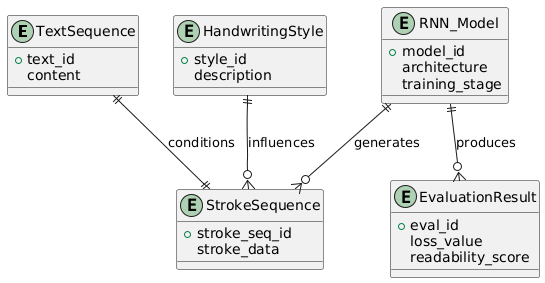 E TextSequence
text_id
content
E HandwritingStyle
style_id
description
E RNN_Model
model_id
architecture
training_stage
conditions
influences
generates
produces
E StrokeSequence
stroke_seq_id
stroke_data
E EvaluationResult
eval_id
loss_value
readability_score